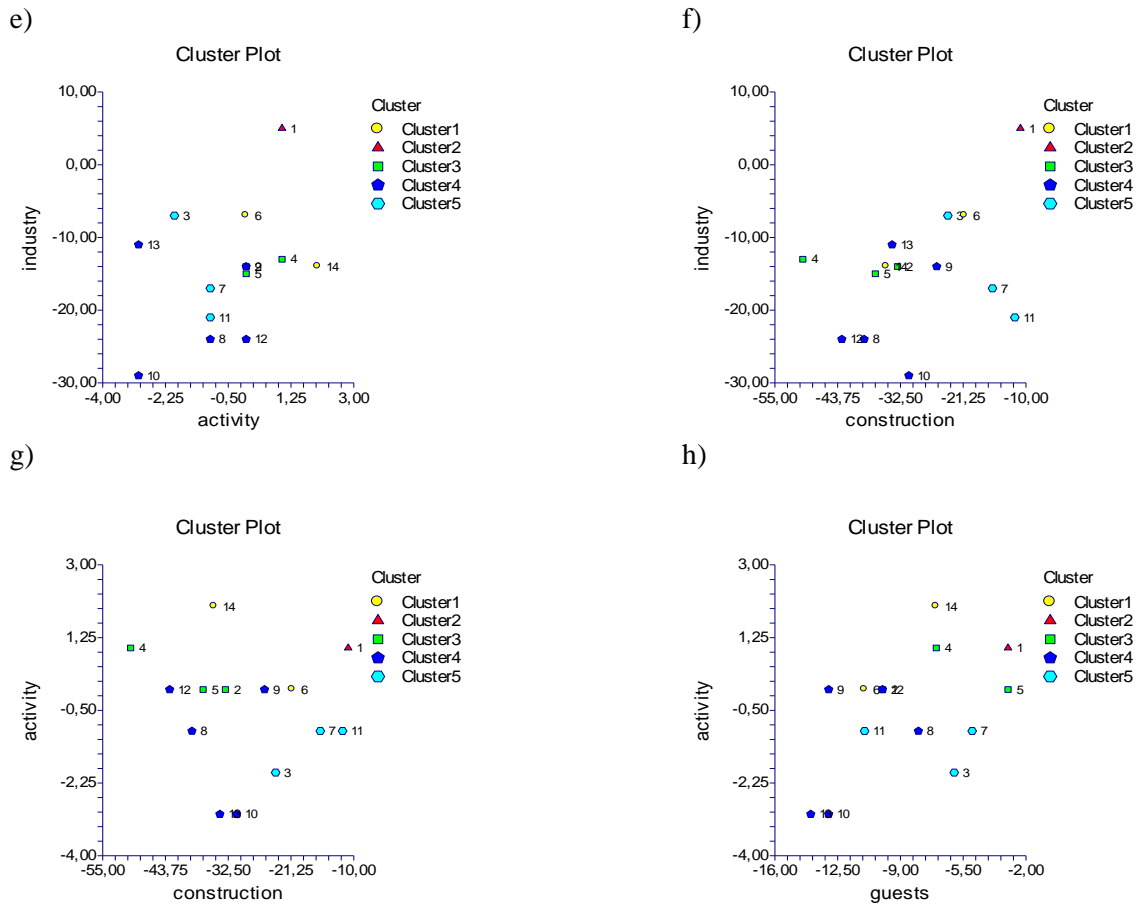 e)
Cluster Plot
10,00
0,00
-10,00
-20,00
-30,00
industry
-4,00 -2,25 -0,50 1,25 3,00
activity
1
3
6
13
4
14
5
7
11
8
12
10
Cluster
Cluster1
Cluster2
Cluster3
Cluster4
Cluster5
f)
Cluster Plot
10,00
0,00
-10,00
-20,00
-30,00
industry
-55,00 -43,75 -32,50 -21,25 -10,00
construction
1
3
6
13
4
5
9
7
11
12
8
10
Cluster
Cluster1
Cluster2
Cluster3
Cluster4
Cluster5
g)
Cluster Plot
3,00
1,25
-0,50
-2,25
-4,00
activity
-55,00 -43,75 -32,50 -21,25 -10,00
construction
14
4
1
12
5
2
9
6
8
7
11
3
10
Cluster
Cluster1
Cluster2
Cluster3
Cluster4
Cluster5
h)
Cluster Plot
3,00
1,25
-0,50
-2,25
-4,00
activity
-16,00 -12,50 -9,00 -5,50 -2,00
guests
14
4
1
9
6
12
5
11
8
7
3
10
Cluster
Cluster1
Cluster2
Cluster3
Cluster4
Cluster5